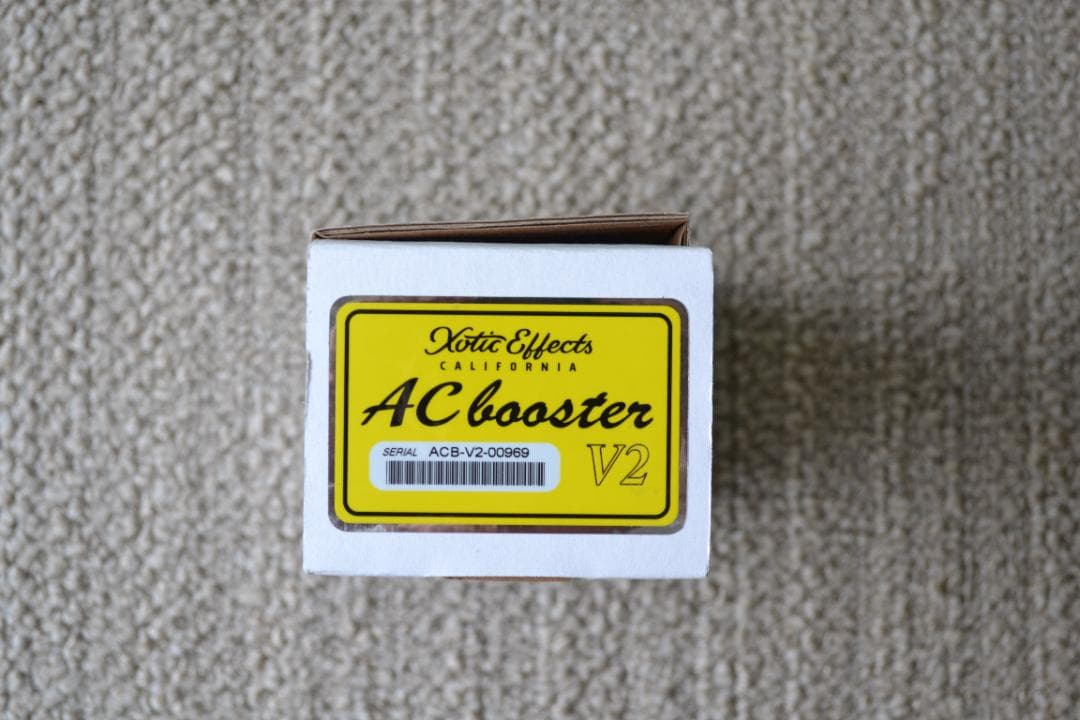 Xotic Effects
CALIFORNIA
AC booster
SERIAL ACB-V2-00969
V2